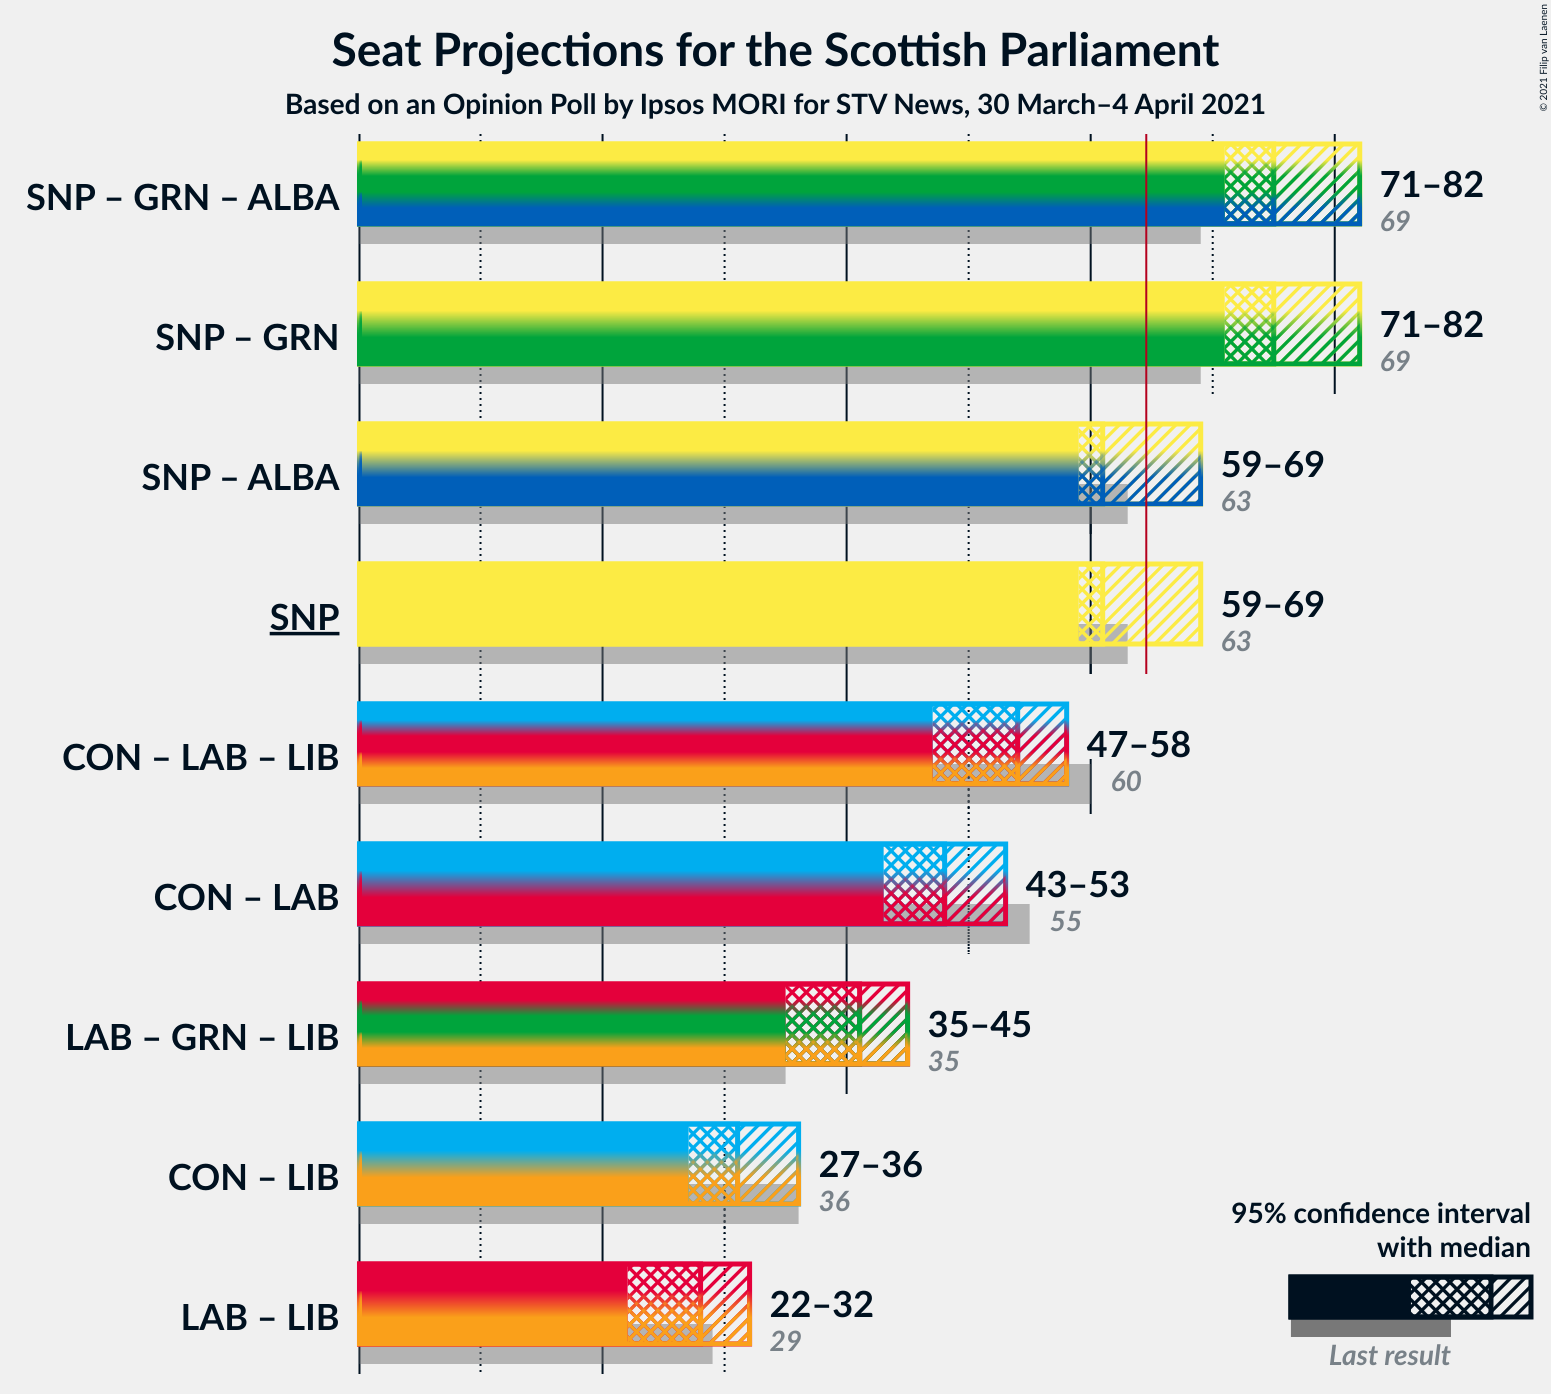 Seat Projections for the Scottish Parliament
Based on an Opinion Poll by Ipsos MORI for STV News, 30 March–4 April 2021
© 2021 Filip van Laenen
SNP – GRN – ALBA
71–82
69
SNP – GRN
71–82
69
SNP – ALBA
59–69
63
SNP
59–69
63
CON – LAB – LIB
47–58
60
CON – LAB
43–53
55
LAB – GRN – LIB
35–45
35
CON – LIB
27–36
36
LAB – LIB
22–32
29
95% confidence interval
with median
Last result